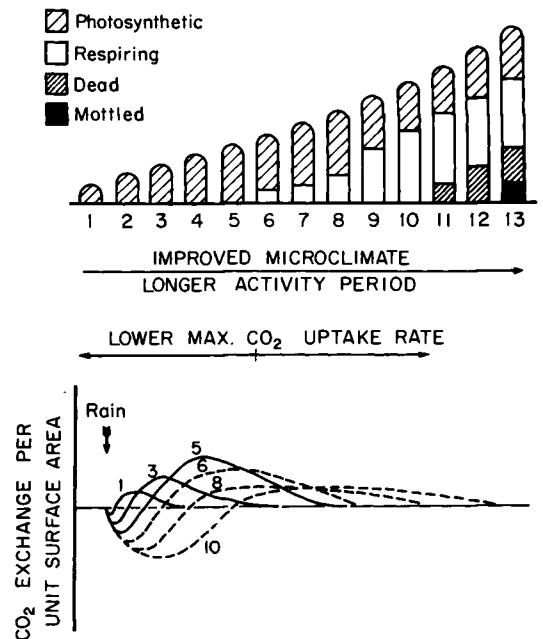 Photosynthetic
Respiring
Dead
Mottled
1 2 3 4 5 6 7 8 9 10 11 12 13
IMPROVED MICROCLIMATE
LONGER ACTIVITY PERIOD
LOWER MAX. CO₂ UPTAKE RATE
CO₂ EXCHANGE PER
UNIT SURFACE AREA
Rain
1
3
5
6
8
10